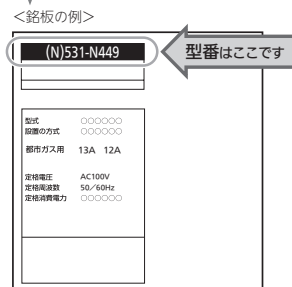 <銘板の例>
(N)531-N449
型番はここです
型式 ○○○○○○
設置の方式 ○○○○○○
都市ガス用 13A 12A
定格電圧 AC100V
定格周波数 50/60Hz
定格消費電力 ○○○○○○